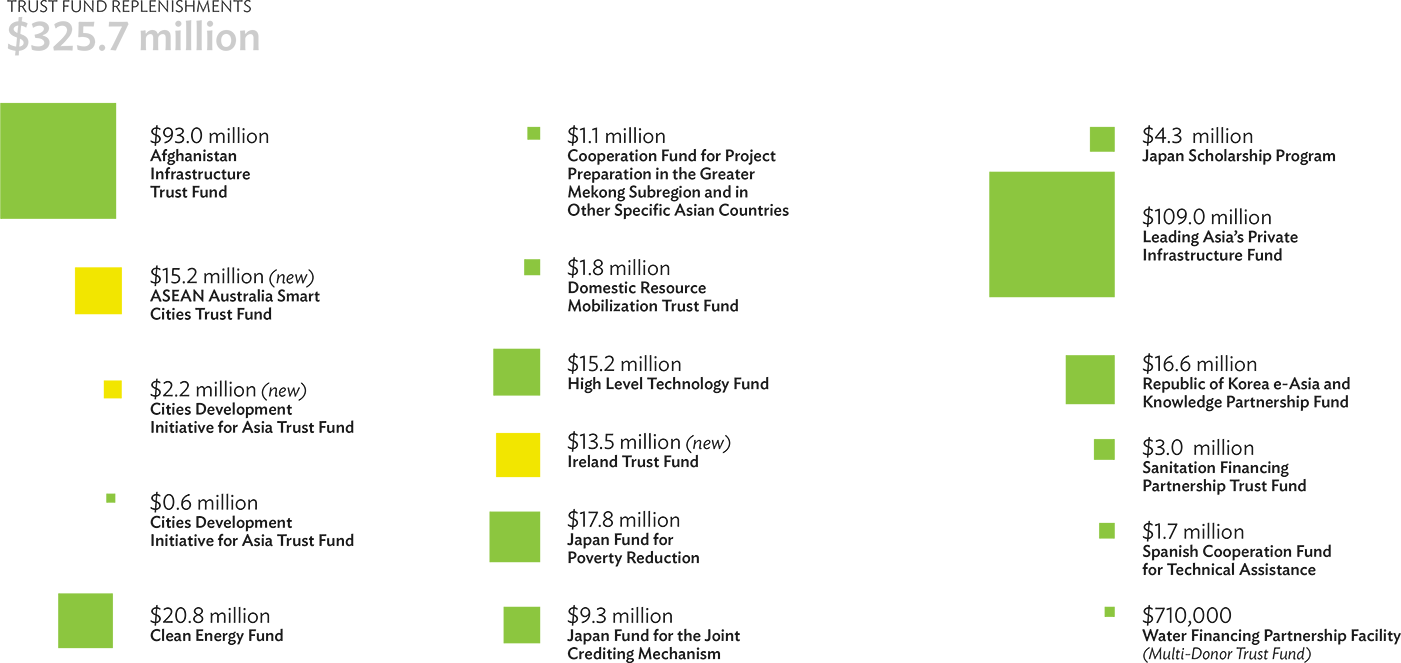 TRUST FUND REPLENISHMENTS
$325.7 million
$93.0 million
Afghanistan
Infrastructure
Trust Fund
$15.2 million (new)
ASEAN Australia Smart
Cities Trust Fund
$2.2 million (new)
Cities Development
Initiative for Asia Trust Fund
$0.6 million
Cities Development
Initiative for Asia Trust Fund
$20.8 million
Clean Energy Fund
$1.1 million
Cooperation Fund for Project
Preparation in the Greater
Mekong Subregion and in
Other Specific Asian Countries
$1.8 million
Domestic Resource
Mobilization Trust Fund
$15.2 million
High Level Technology Fund
$13.5 million (new)
Ireland Trust Fund
$17.8 million
Japan Fund for
Poverty Reduction
$9.3 million
Japan Fund for the Joint
Crediting Mechanism
$4.3 million
Japan Scholarship Program
$109.0 million
Leading Asia’s Private
Infrastructure Fund
$16.6 million
Republic of Korea e-Asia and
Knowledge Partnership Fund
$3.0 million
Sanitation Financing
Partnership Trust Fund
$1.7 million
Spanish Cooperation Fund
for Technical Assistance
$710,000
Water Financing Partnership Facility
(Multi-Donor Trust Fund)